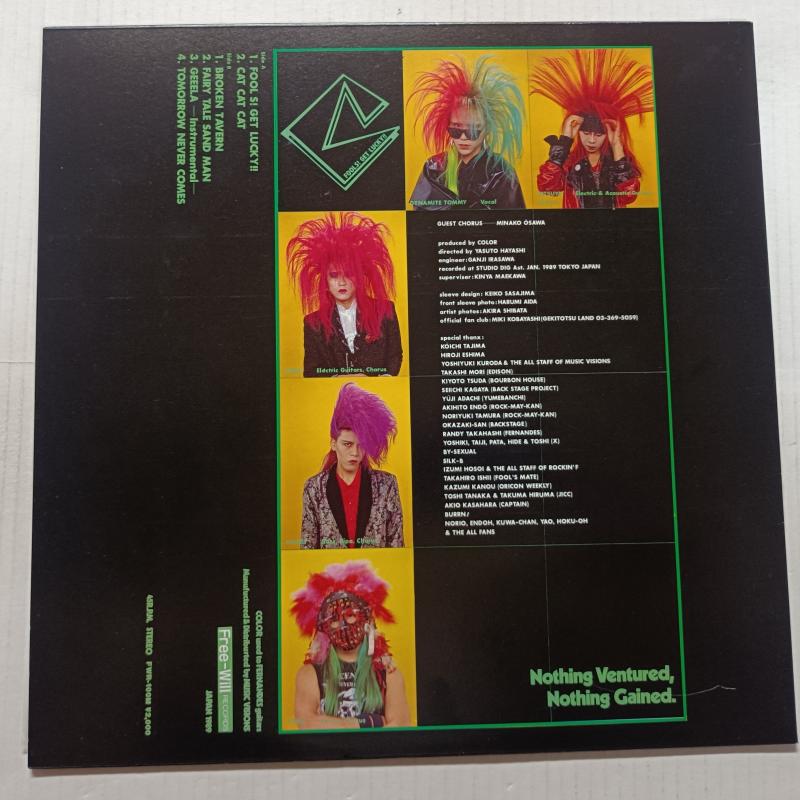 Side A
1. FOOL S! GET LUCKY!!
2. CAT CAT CAT
Side B
1. BROKEN TAVERN
2. FAIRY TALE SAND MAN
3. GEEELA —Instrumental—
4. TOMORROW NEVER COMES
FOOLS! GET LUCKY!!
DYNAMITE TOMMY Vocal
Electric & Acoustic
GUEST CHORUS MINAKO OSAWA
produced by COLOR
directed by YASUTO HAYASHI
engineer: GANJI IRASAWA
recorded at STUDIO DIG Ast. JAN. 1989 TOKYO JAPAN
superviser: KINYA MAEKAWA
sleeve design: KEIKO SASAJIMA
front sleeve photo: HARUMI AIDA
artist photos: AKIRA SHIBATA
official fan club: MIKI KOBAYASHI(GEKITOTSU LAND 03-369-5059)
special thanx:
KOICHI TAJIMA
HIROJI ESHIMA
YOSHIYUKI KURODA & THE ALL STAFF OF MUSIC VISIONS
TAKASHI MORI (EDISON)
KIYOTO TSUDA (BOURBON HOUSE)
SEIICHI KAGAYA (BACK STAGE PROJECT)
YŪJI ADACHI (YUMEBANCHI)
AKIHITO ENDŌ (ROCK-MAY-KAN)
NORIYUKI TAMURA (ROCK-MAY-KAN)
OKAZAKI-SAN (BACKSTAGE)
RANDY TAKAHASHI (FERNANDES)
YOSHIKI, TAIJI, PATA, HIDE & TOSHI (X)
BY-SEXUAL
SILK-B
IZUMI HOSOI & THE ALL STAFF OF ROCKIN'F
TAKAHIRO ISHII (FOOL'S MATE)
KAZUMI KANOU (ORICON WEEKLY)
TOSHI TANAKA & TAKUMA HIRUMA (JICC)
AKIO KASAHARA (CAPTAIN)
BURRN!
NORIO, ENDOH, KUWA-CHAN, YAO, HOKU-OH
& THE ALL FANS
Electric Guitars, Chorus
Bass, Pipe, Chorus
Nothing Ventured,
Nothing Gained.
COLOR used to FERNANDES guitars
Manufactured & Distributed by MUSIC VISIONS
Free-Will RECORDS
JAPAN 1989
45R.P.M. STEREO FWR-100M ¥2,000